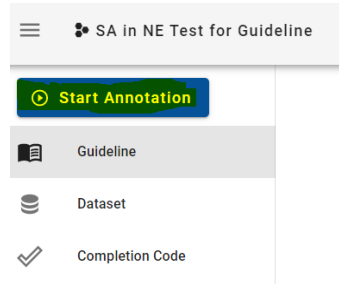 SA in NE Test for Guideline
Start Annotation
Guideline
Dataset
Completion Code